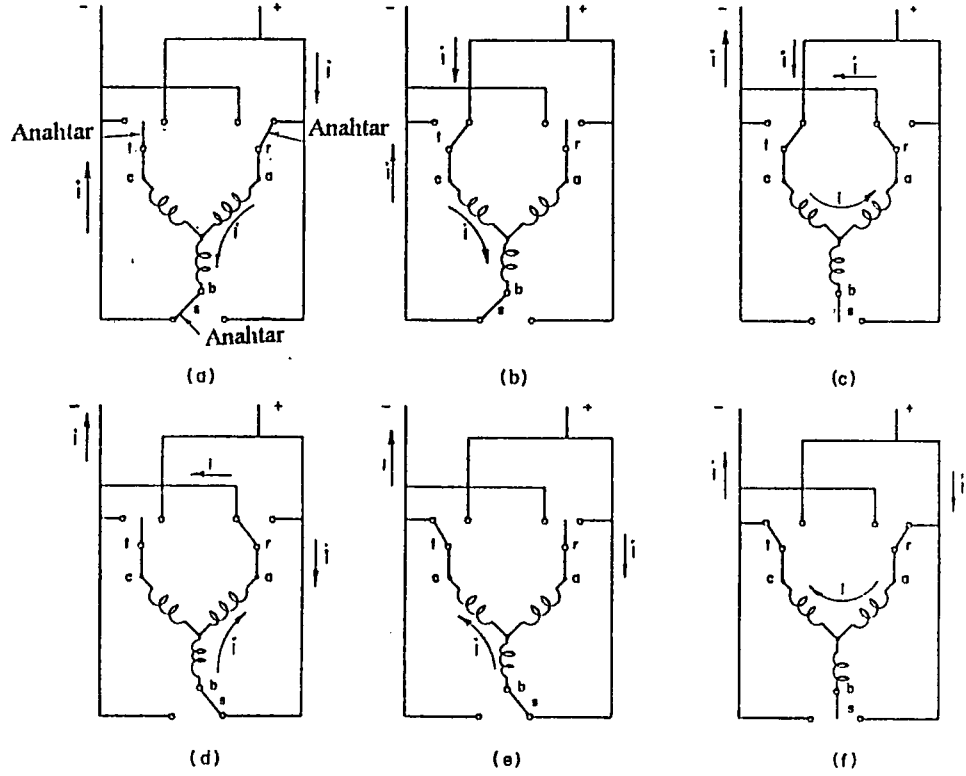 - + - + - +
i i i i i i
Anahtar Anahtar
t r t r t r
c a c a c a
i i i i i
b b b
s s s
Anahtar
(a) (b) (c)
- + - + - +
i i i i i i
t r t r t r
c a a a c a
i i i
b b b
s s s
(d) (e) (f)